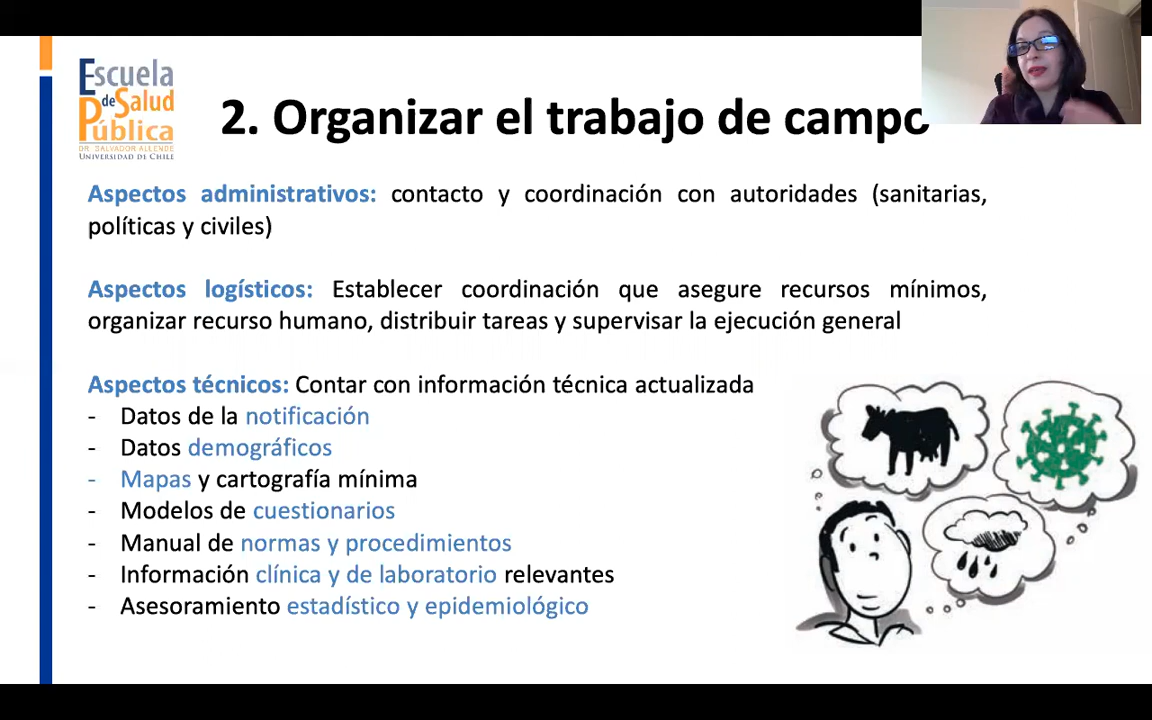 Escuela
de Salud
Pública
DR. SALVADOR ALLENDE
UNIVERSIDAD DE CHILE
2. Organizar el trabajo de campo
Aspectos administrativos: contacto y coordinación con autoridades (sanitarias,
políticas y civiles)
Aspectos logísticos: Establecer coordinación que asegure recursos mínimos,
organizar recurso humano, distribuir tareas y supervisar la ejecución general
Aspectos técnicos: Contar con información técnica actualizada
- Datos de la notificación
- Datos demográficos
- Mapas y cartografía mínima
- Modelos de cuestionarios
- Manual de normas y procedimientos
- Información clínica y de laboratorio relevantes
- Asesoramiento estadístico y epidemiológico